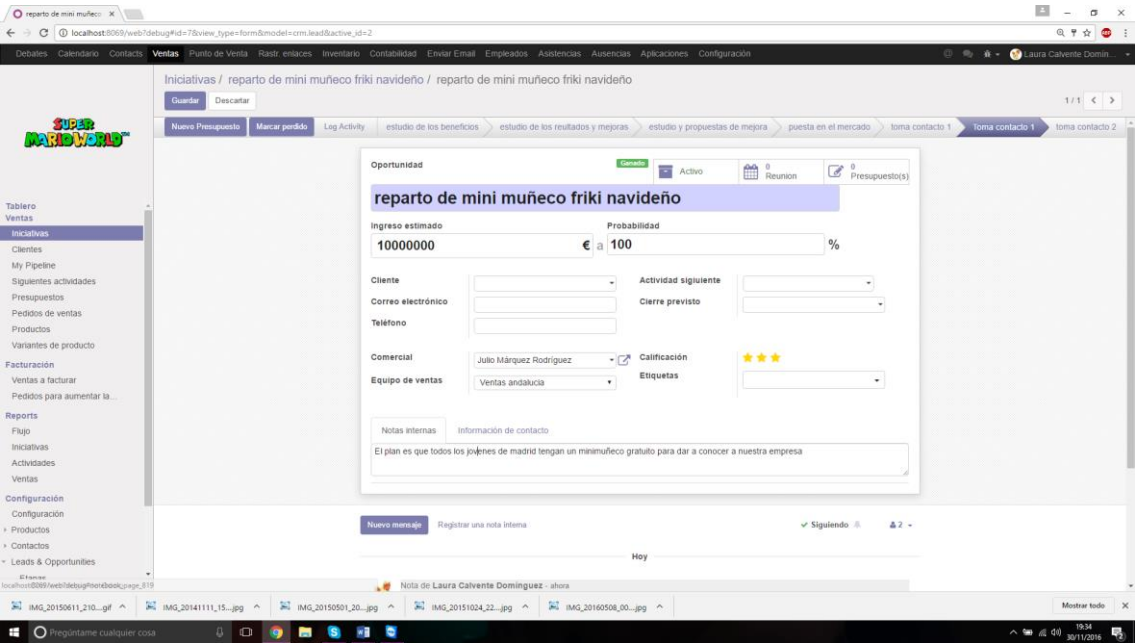 reparto de mini muñeco
localhost:8069/web?debug#id=7&view_type=form&model=crm.lead&active_id=2
Debates Calendario Contacts Ventas Punto de Venta Rastr. enlaces Inventario Contabilidad Enviar Email Empleados Asistencias Ausencias Aplicaciones Configuración Laura Calvente Domín...
SUPER
MARIO WORLD
Iniciativas / reparto de mini muñeco friki navideño / reparto de mini muñeco friki navideño
Guardar Descartar 1 / 1
Nuevo Presupuesto Marcar perdido Log Activity estudio de los beneficios estudio de los reultados y mejoras estudio y propuestas de mejora puesta en el mercado toma contacto 1 Toma contacto 1 toma contacto 2
Oportunidad Ganado Activo 0 Reunion 0 Presupuesto(s)
reparto de mini muñeco friki navideño
Ingreso estimado Probabilidad
10000000 € a 100 %
Cliente Actividad sigiuiente
Correo electrónico Cierre previsto
Teléfono
Comercial Julio Márquez Rodríguez Calificación
Equipo de ventas Ventas andalucia Etiquetas
Notas internas Información de contacto
El plan es que todos los jovenes de madrid tengan un minimuñeco gratuito para dar a conocer a nuestra empresa
Nuevo mensaje Registrar una nota interna Siguiendo 2
Hoy
Nota de Laura Calvente Domínguez - ahora
Tablero
Ventas
Iniciativas
Clientes
My Pipeline
Siguientes actividades
Presupuestos
Pedidos de ventas
Productos
Variantes de producto
Facturación
Ventas a facturar
Pedidos para aumentar la...
Reports
Flujo
Iniciativas
Actividades
Ventas
Configuración
Configuración
Productos
Contactos
Leads & Opportunities
Etapas
IMG_20150611_210....gif IMG_20141111_15....jpg IMG_20150501_20....jpg IMG_20151024_22....jpg IMG_20160508_00....jpg Mostrar todo
Pregúntame cualquier cosa
19:34
30/11/2016